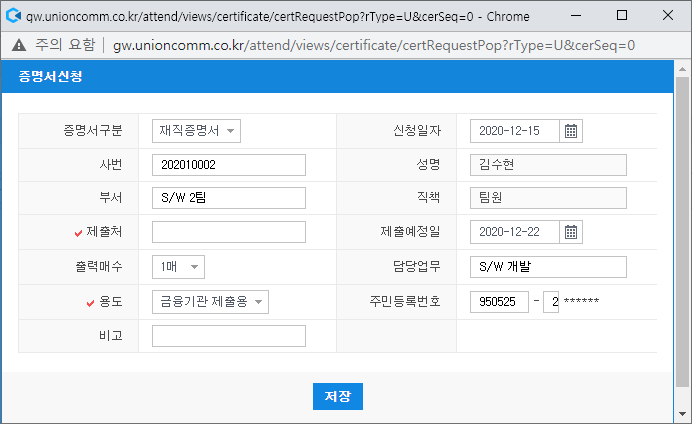 gw.unioncomm.co.kr/attend/views/certificate/certRequestPop?rType=U&cerSeq=0 - Chrome
주의 요함 | gw.unioncomm.co.kr/attend/views/certificate/certRequestPop?rType=U&cerSeq=0
증명서신청
증명서구분 재직증명서 신청일자 2020-12-15
사번 202010002 성명 김수현
부서 S/W 2팀 직책 팀원
제출처 제출예정일 2020-12-22
출력매수 1매 담당업무 S/W 개발
용도 금융기관 제출용 주민등록번호 950525 - 2 ******
비고
저장